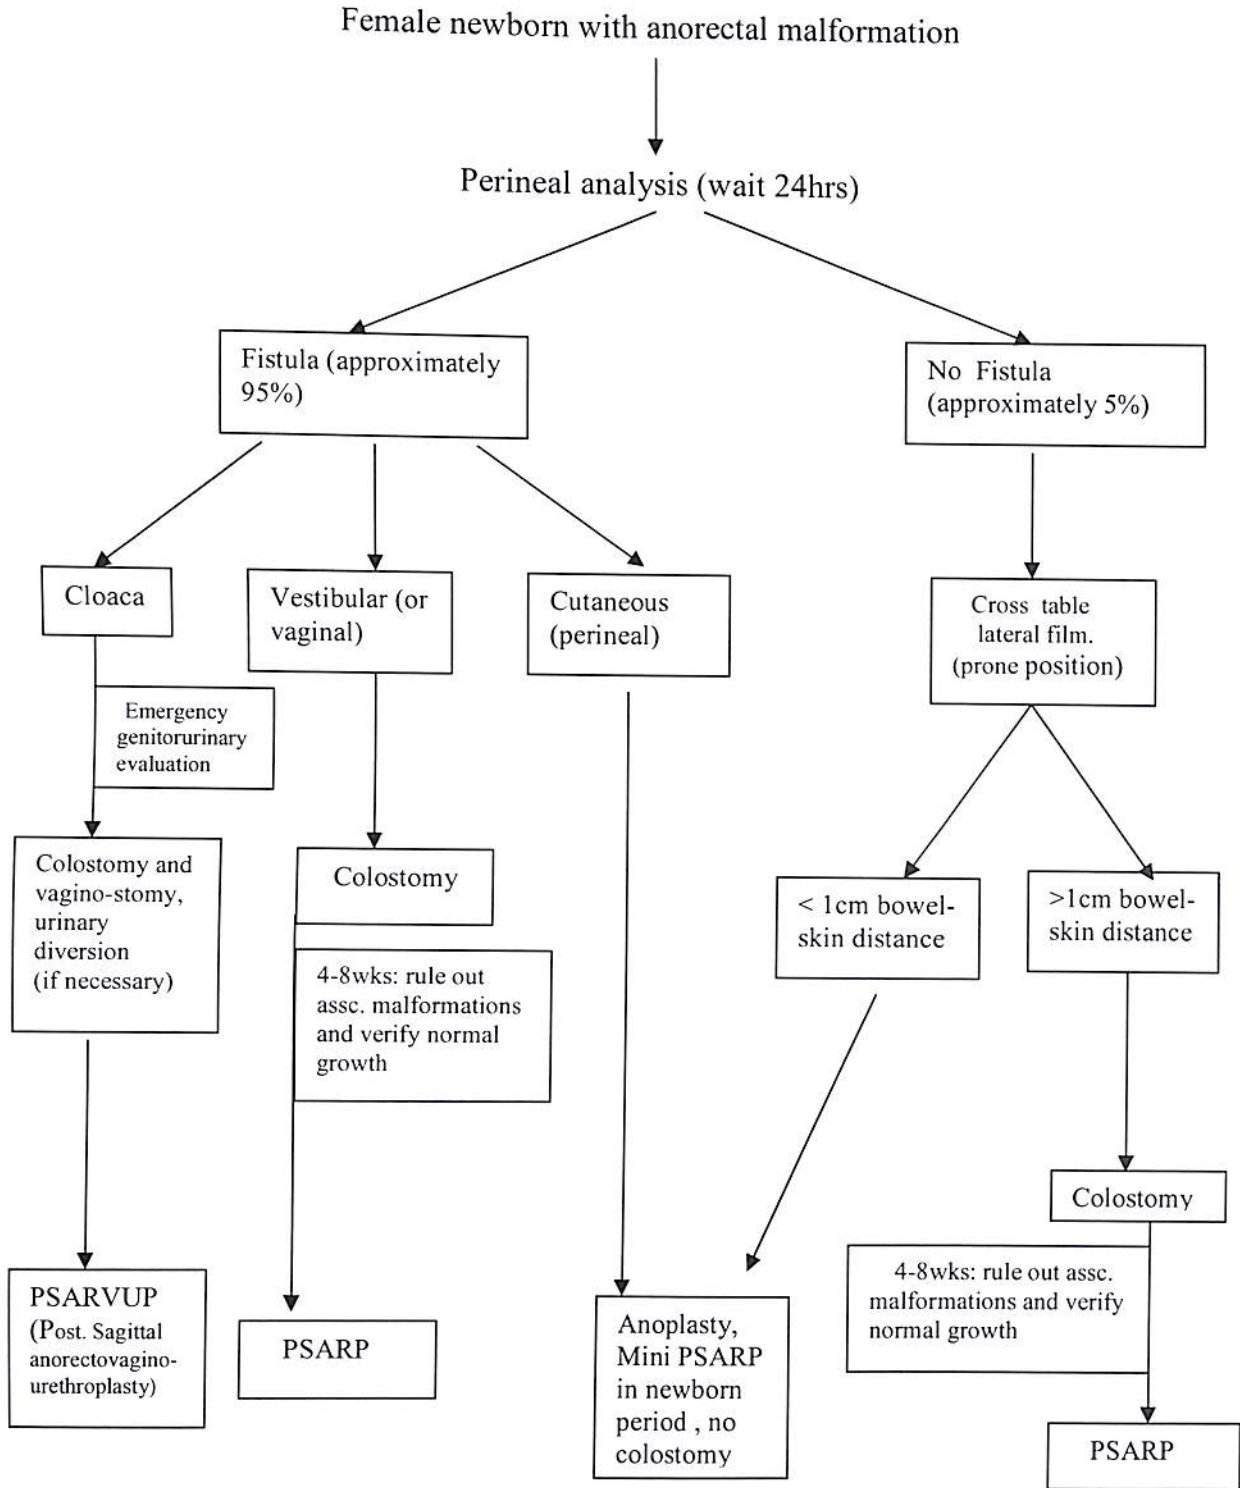 Female newborn with anorectal malformation
Perineal analysis (wait 24hrs)
Fistula (approximately
95%)
No Fistula
(approximately 5%)
Cloaca
Vestibular (or
vaginal)
Cutaneous
(perineal)
Cross table
lateral film.
(prone position)
Emergency
genitorurinary
evaluation
Colostomy and
vagino-stomy,
urinary
diversion
(if necessary)
Colostomy
< 1cm bowel-
skin distance
>1cm bowel-
skin distance
4-8wks: rule out
assc. malformations
and verify normal
growth
Colostomy
4-8wks: rule out assc.
malformations and verify
normal growth
PSARVUP
(Post. Sagittal
anorectovagino-
urethroplasty)
PSARP
Anoplasty,
Mini PSARP
in newborn
period , no
colostomy
PSARP